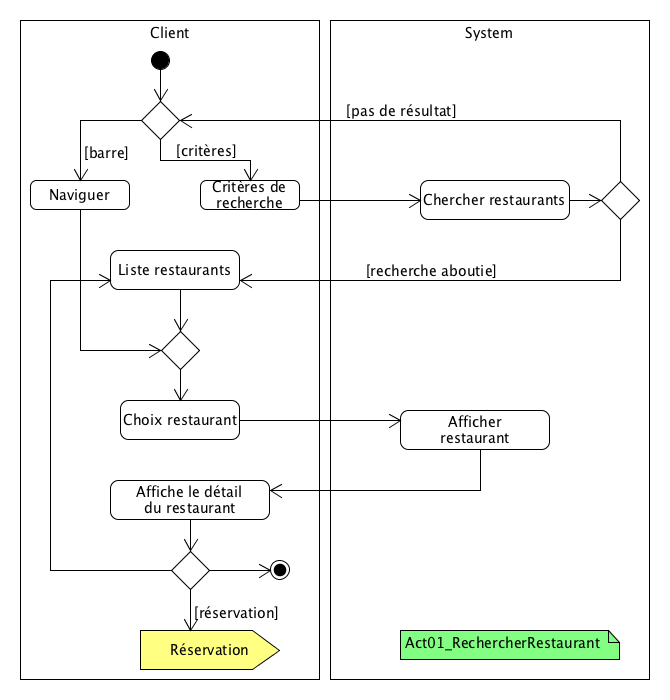 Client
System
[pas de résultat]
[barre]
[critères]
Naviguer
Critères de
recherche
Chercher restaurants
Liste restaurants
[recherche aboutie]
Choix restaurant
Afficher
restaurant
Affiche le détail
du restaurant
[réservation]
Réservation
Act01_RechercherRestaurant